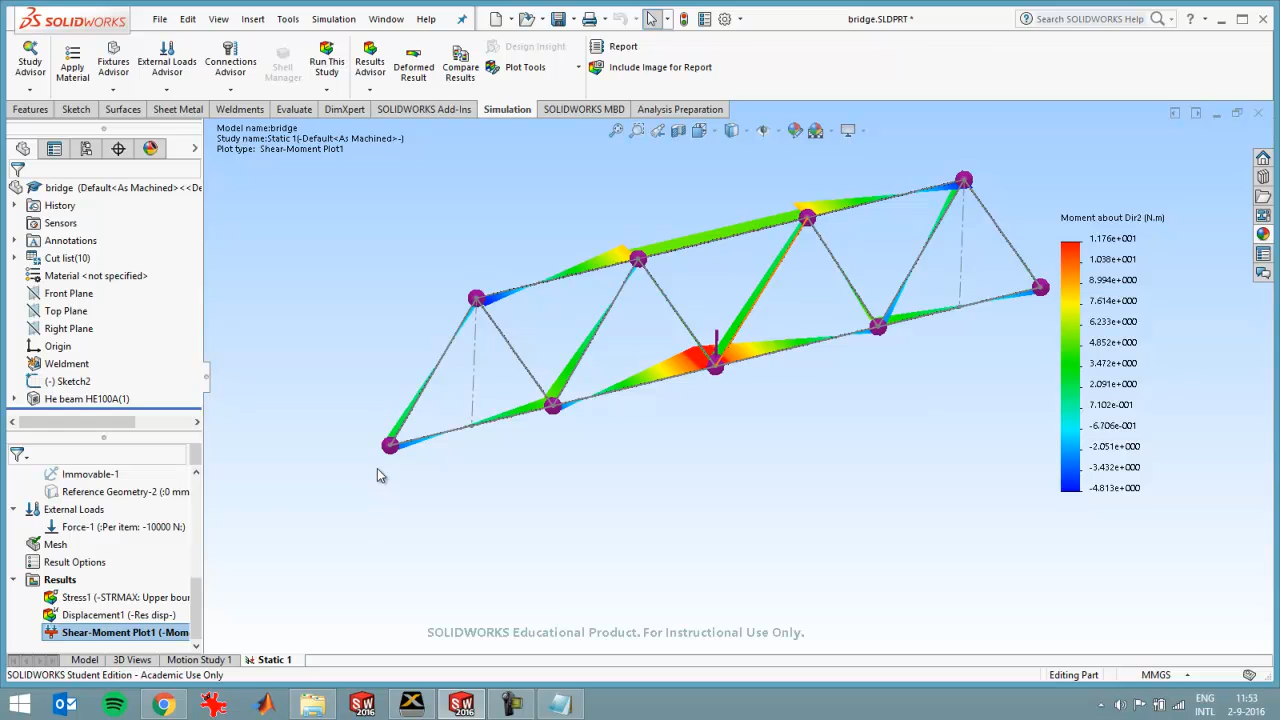 SOLIDWORKS
File Edit View Insert Tools Simulation Window Help
bridge.SLDPRT *
Search SOLIDWORKS Help
Study Advisor
Apply Material
Fixtures Advisor
External Loads Advisor
Connections Advisor
Shell Manager
Run This Study
Results Advisor
Deformed Result
Compare Results
Design Insight
Plot Tools
Report
Include Image for Report
Features Sketch Surfaces Sheet Metal Weldments Evaluate DimXpert SOLIDWORKS Add-Ins Simulation SOLIDWORKS MBD Analysis Preparation
Model name:bridge
Study name:Static 1(-Default<As Machined>-)
Plot type: Shear-Moment Plot1
bridge (Default<As Machined><<De
History
Sensors
Annotations
Cut list(10)
Material <not specified>
Front Plane
Top Plane
Right Plane
Origin
Weldment
(-) Sketch2
He beam HE100A(1)
Immovable-1
Reference Geometry-2 (:0 mm
External Loads
Force-1 (:Per item: -10000 N:)
Mesh
Result Options
Results
Stress1 (-STRMAX: Upper bour
Displacement1 (-Res disp-)
Shear-Moment Plot1 (-Mom
Moment about Dir2 (N.m)
1.176e+001
1.038e+001
8.994e+000
7.614e+000
6.233e+000
4.852e+000
3.472e+000
2.091e+000
7.102e-001
-6.706e-001
-2.051e+000
-3.432e+000
-4.813e+000
SOLIDWORKS Educational Product. For Instructional Use Only.
Model 3D Views Motion Study 1 Static 1
SOLIDWORKS Student Edition - Academic Use Only
Editing Part
MMGS
SW 2016
SW 2016
ENG
INTL
11:53
2-9-2016